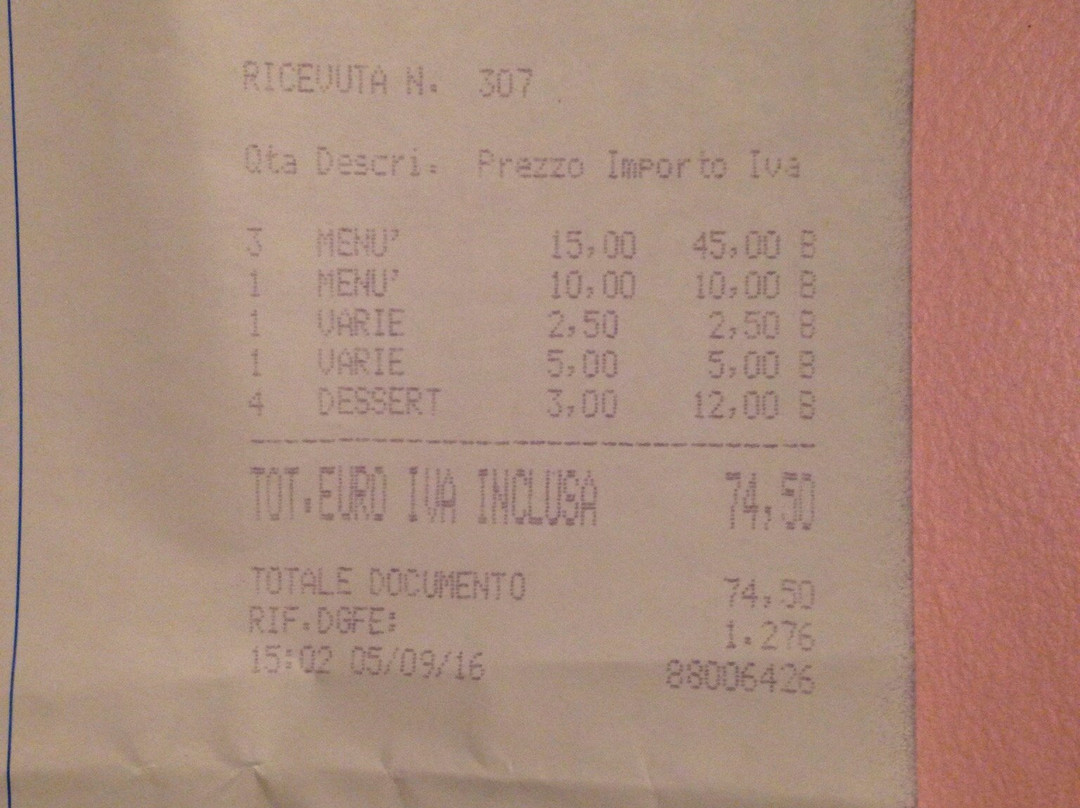 RICEVUTA N. 307
Qta Descri. Prezzo Importo Iva
3 MENU' 15,00 45,00 B
1 MENU' 10,00 10,00 B
1 VARIE 2,50 2,50 B
1 VARIE 5,00 5,00 B
4 DESSERT 3,00 12,00 B
TOT.EURO IVA INCLUSA 74,50
TOTALE DOCUMENTO 74,50
RIF.DGFE: 1.276
15:02 05/09/16 88006426